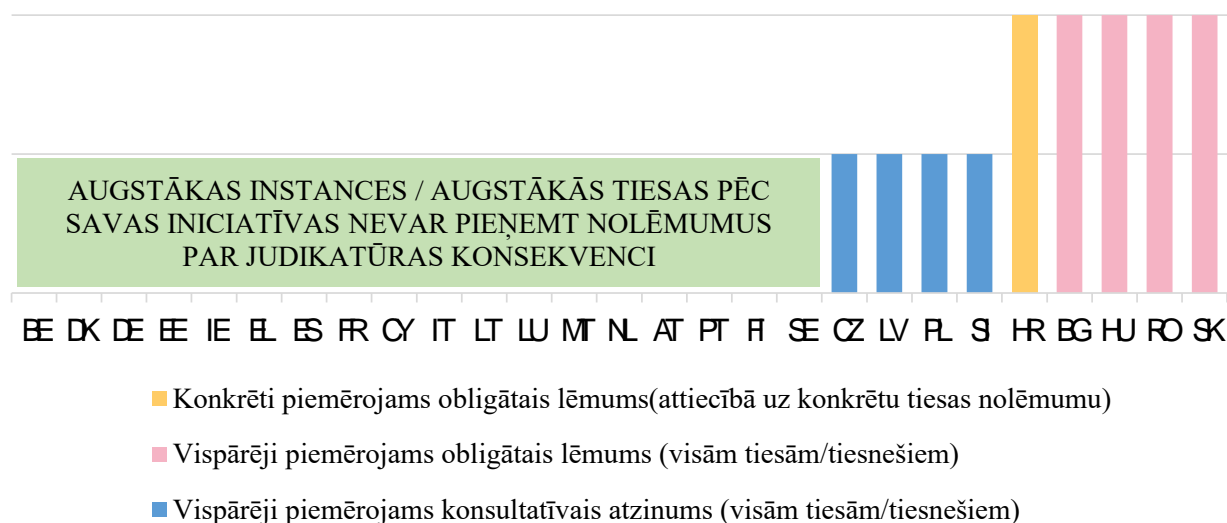 AUGSTĀKAS INSTANCES / AUGSTĀKĀS TIESAS PĒC
SAVAS INICIATĪVAS NEVAR PIEŅEMT NOLĒMUMUS
PAR JUDIKATŪRAS KONSEKVENCI
BE DK DE EE IE EL ES FR CY IT LT LU MT NL AT PT FI SE CZ LV PL SI HR BG HU RO SK
Konkrēti piemērojams obligātais lēmums(attiecībā uz konkrētu tiesas nolēmumu)
Vispārēji piemērojams obligātais lēmums (visām tiesām/tiesnešiem)
Vispārēji piemērojams konsultatīvais atzinums (visām tiesām/tiesnešiem)